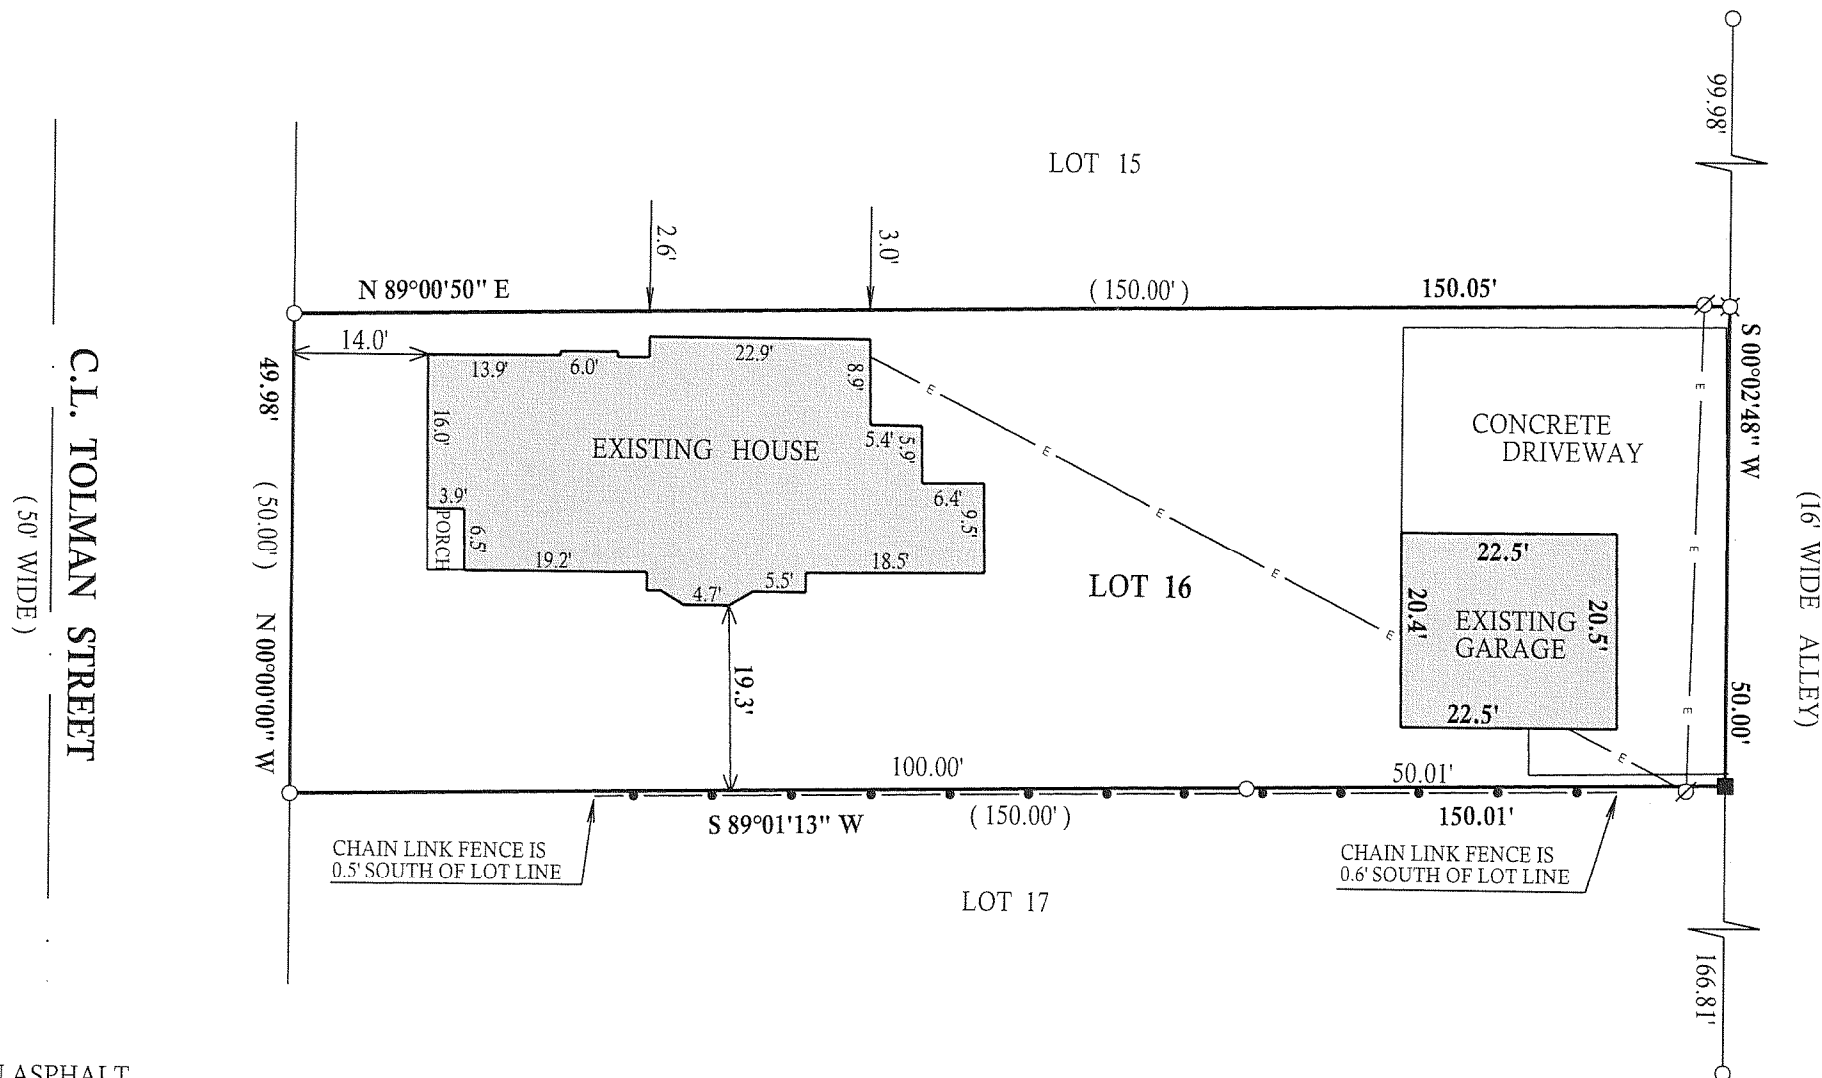 99.98'
LOT 15
2.6'
3.0'
N 89°00'50" E
( 150.00' )
150.05'
14.0'
13.9'
6.0'
22.9'
8.9'
49.98'
( 50.00' )
N 00°00'00" W
16.0'
EXISTING HOUSE
5.4'
5.9'
6.4'
9.5'
3.9'
PORCH
6.5'
19.2'
4.7'
5.5'
18.5'
19.3'
E
E
E
E
E
E
E
E
E
LOT 16
CONCRETE
DRIVEWAY
22.5'
20.4'
EXISTING
GARAGE
20.5'
22.5'
S 00°02'48" W
50.00'
(16' WIDE ALLEY)
C.L. TOLMAN STREET
( 50' WIDE )
100.00'
50.01'
S 89°01'13" W
( 150.00' )
150.01'
CHAIN LINK FENCE IS
0.5' SOUTH OF LOT LINE
CHAIN LINK FENCE IS
0.6' SOUTH OF LOT LINE
LOT 17
166.81'
ASPHALT